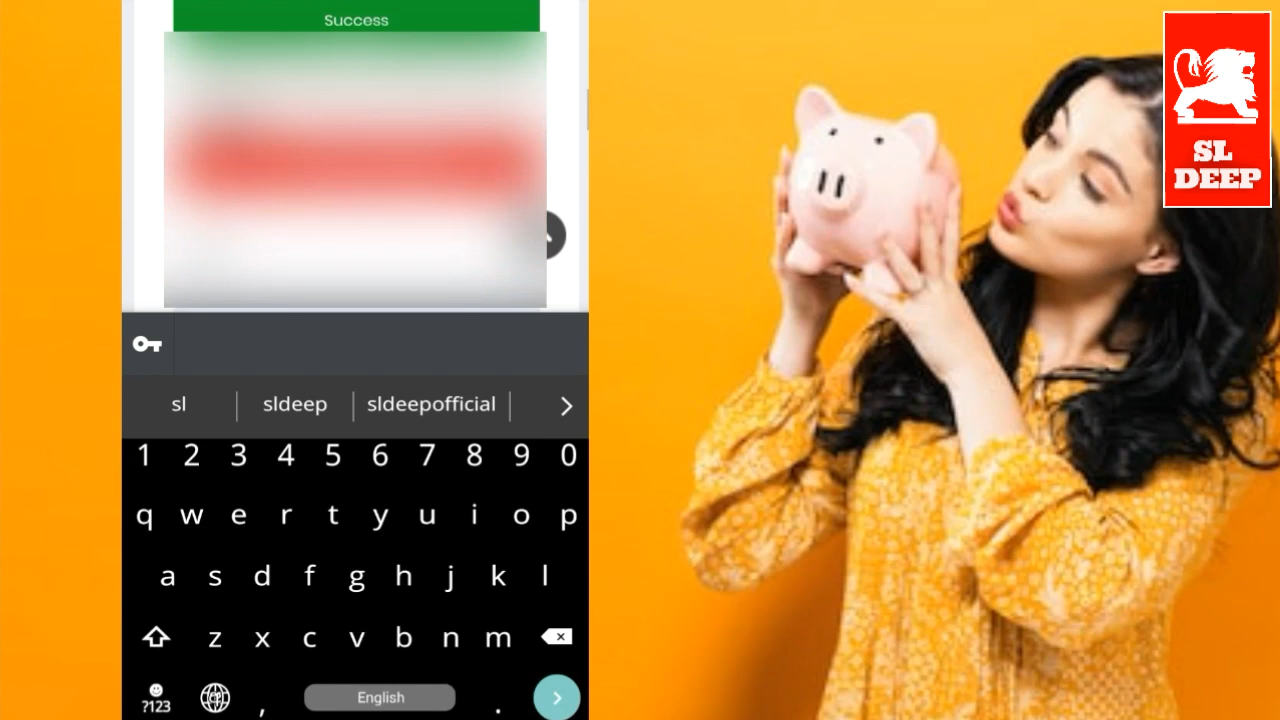 Success
SL
DEEP
sl
sldeep
sldeepofficial
1 2 3 4 5 6 7 8 9 0
q w e r t y u i o p
a s d f g h j k l
z x c v b n m
?123 , English .